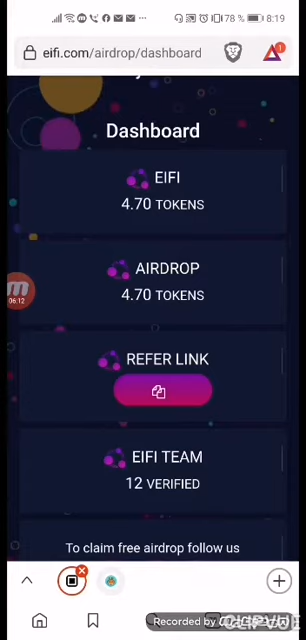 78 % 8:19
eifi.com/airdrop/dashboard
1
Dashboard
EIFI
4.70 TOKENS
AIRDROP
4.70 TOKENS
06:12
REFER LINK
EIFI TEAM
12 VERIFIED
To claim free airdrop follow us
Recorded by